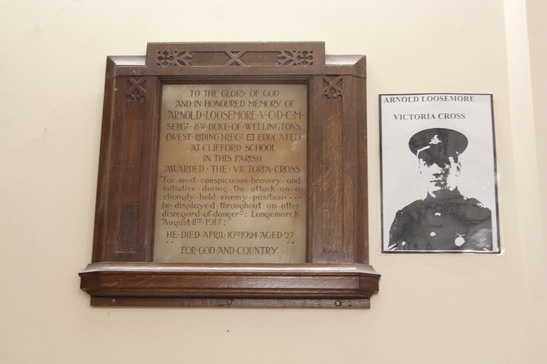 TO THE GLORY OF GOD
AND IN HONOURED MEMORY OF
ARNOLD·LOOSEMORE·V·C·D·C·M·
SERGT 8TH DUKE·OF·WELLINGTONS
(WEST·RIDING) REGT EDUCATED
AT CLIFFORD SCHOOL
IN THIS PARISH
AWARDED·THE·VICTORIA·CROSS
"For most conspicuous bravery and
initiative during the attack on a
strongly held enemy position....
he displayed throughout an utter
disregard of danger": Langemarck
August 11th 1917:
HE·DIED APRIL·10TH 1924·AGED·27
FOR·GOD·AND·COUNTRY
ARNOLD LOOSEMORE
VICTORIA CROSS